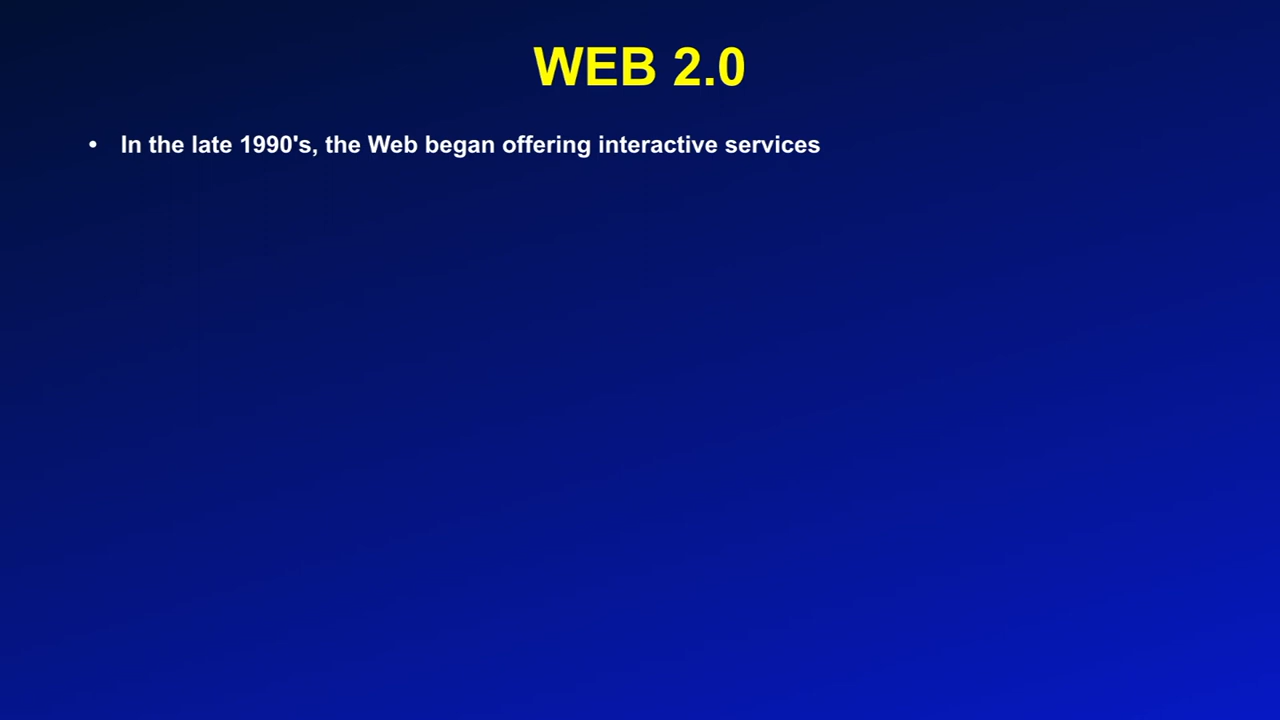 WEB 2.0
• In the late 1990's, the Web began offering interactive services